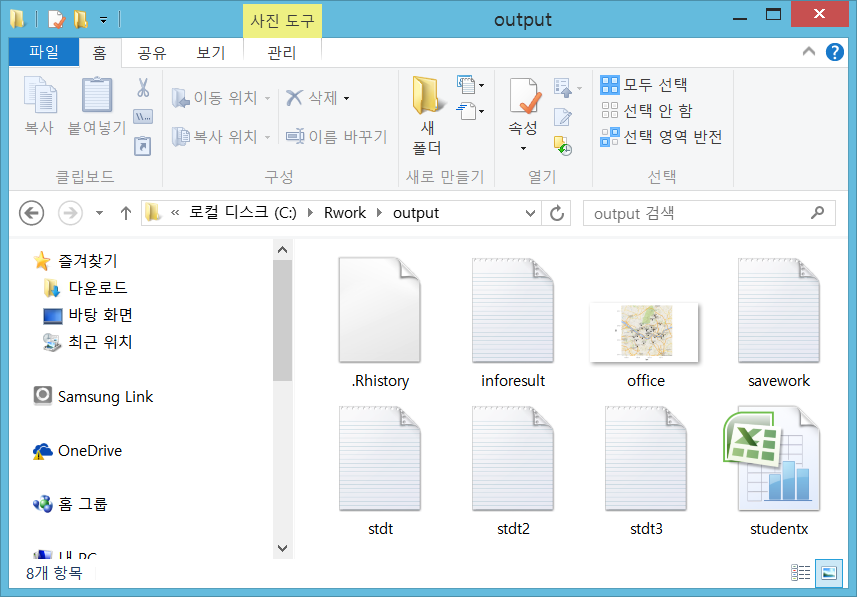 사진 도구
output
파일
홈
공유
보기
관리
복사
붙여넣기
클립보드
이동 위치
복사 위치
삭제
이름 바꾸기
구성
새
폴더
새로 만들기
속성
열기
모두 선택
선택 안 함
선택 영역 반전
선택
« 로컬 디스크 (C:) Rwork output
output 검색
즐겨찾기
다운로드
바탕 화면
최근 위치
Samsung Link
OneDrive
홈 그룹
내 PC
.Rhistory
inforesult
office
savework
stdt
stdt2
stdt3
studentx
8개 항목